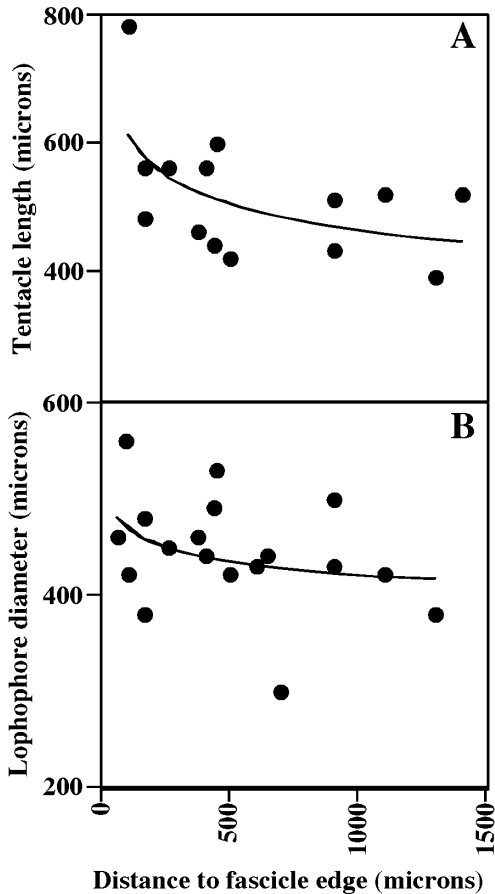 800
A
Tentacle length (microns)
600
400
600
B
Lophophore diameter (microns)
400
200
0
500
1000
1500
Distance to fascicle edge (microns)